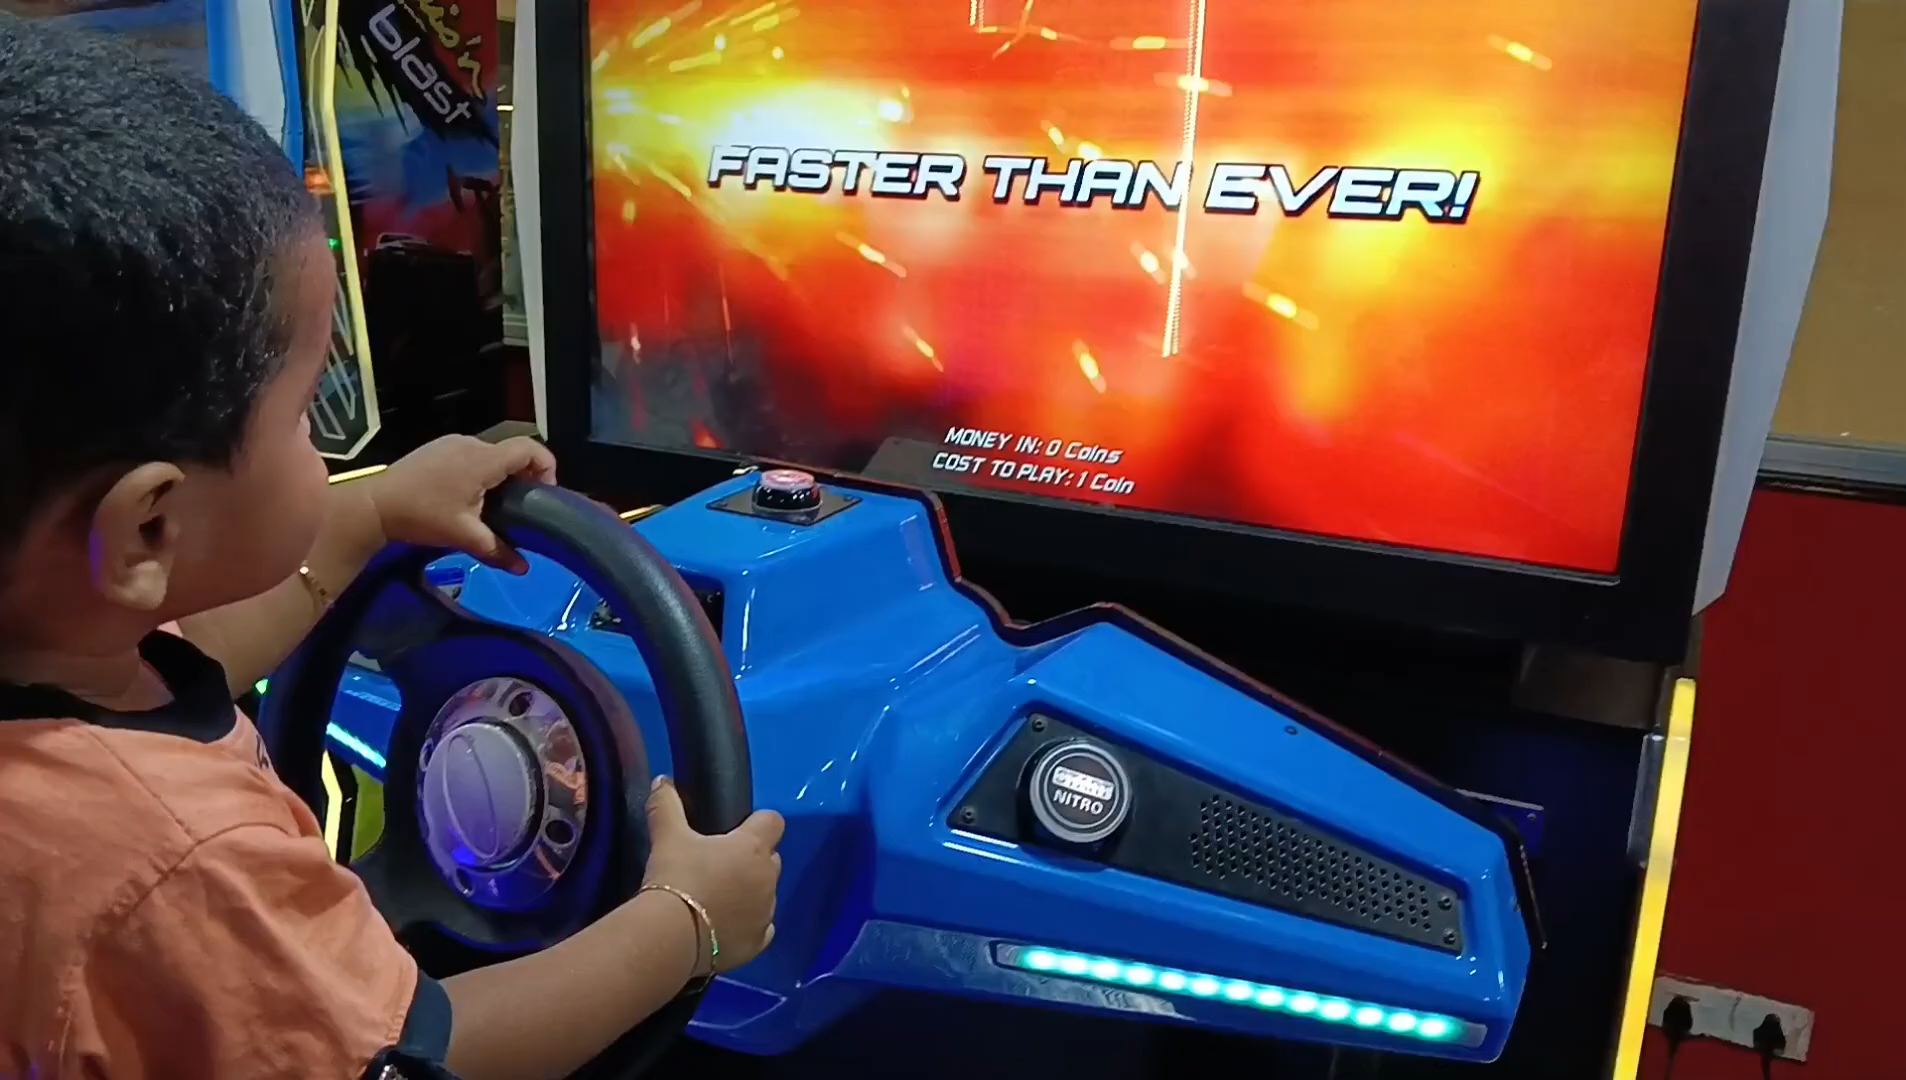 blast
FASTER THAN EVER!
MONEY IN: 0 Coins
COST TO PLAY: 1 Coin
NITRO